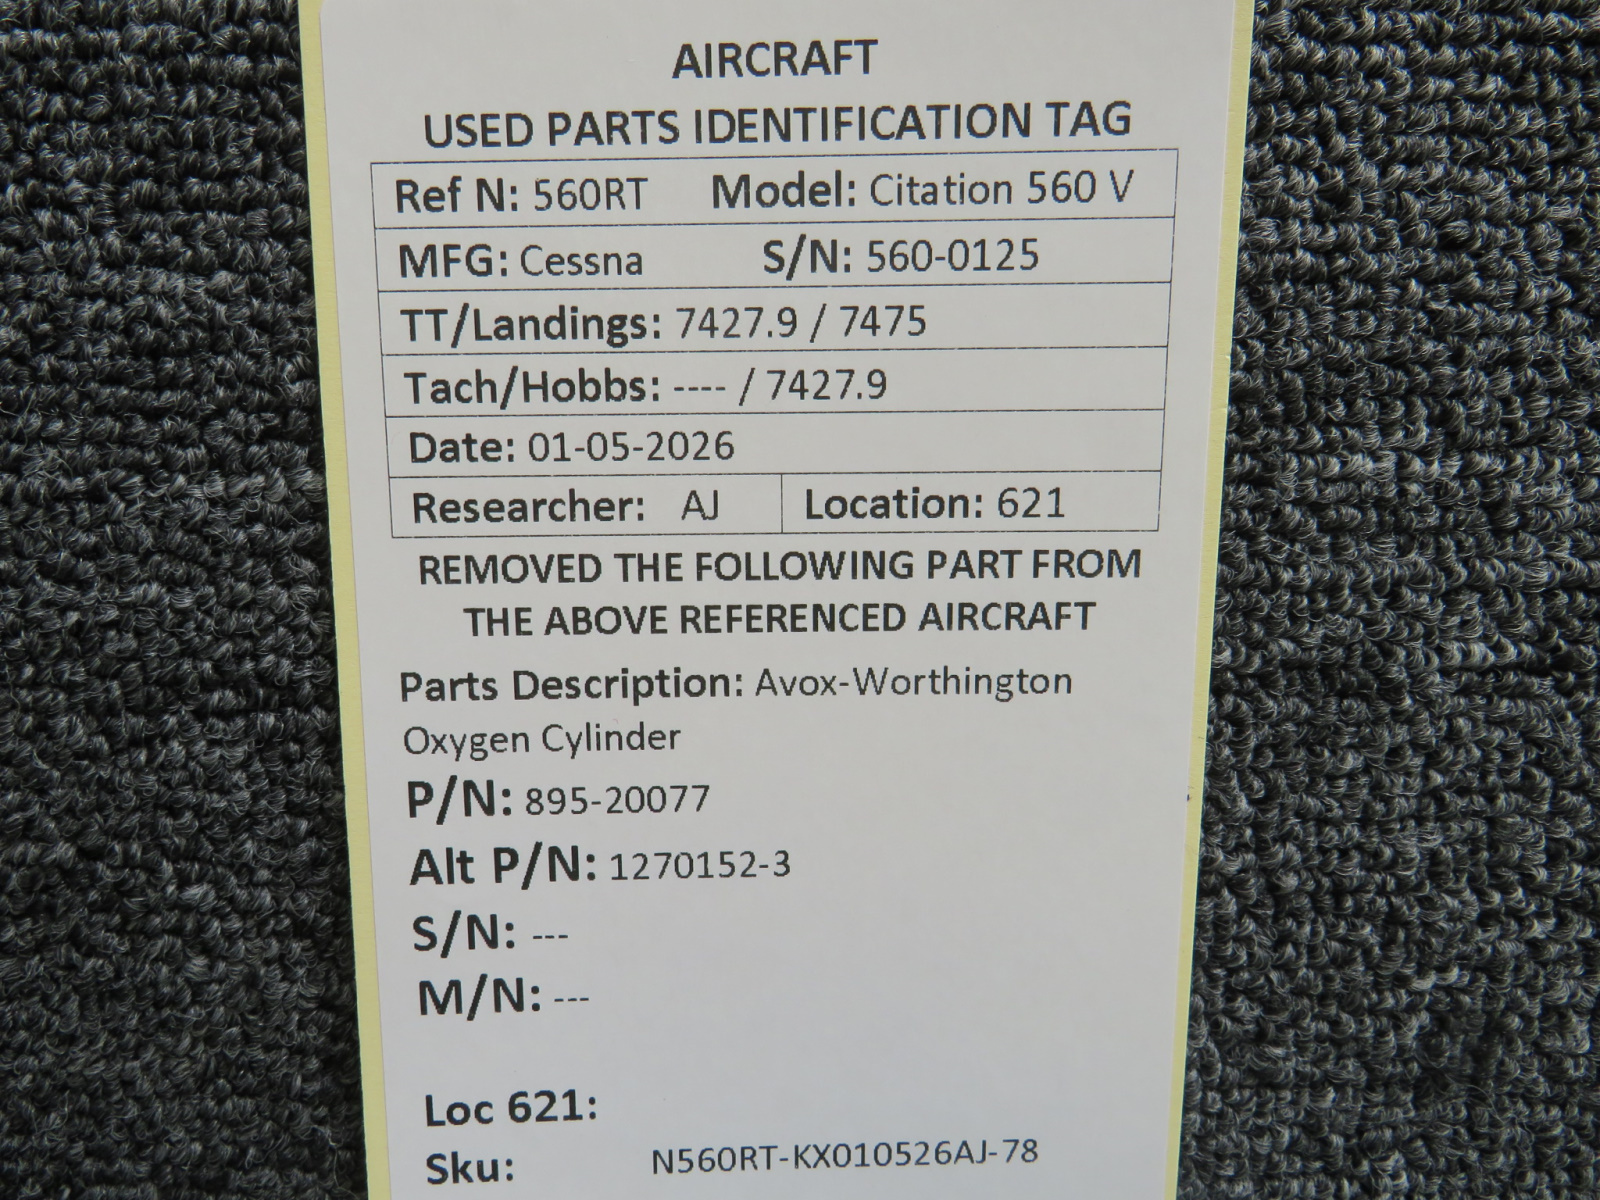 AIRCRAFT
USED PARTS IDENTIFICATION TAG
Ref N: 560RT Model: Citation 560 V
MFG: Cessna S/N: 560-0125
TT/Landings: 7427.9 / 7475
Tach/Hobbs: ---- / 7427.9
Date: 01-05-2026
Researcher: AJ Location: 621
REMOVED THE FOLLOWING PART FROM
THE ABOVE REFERENCED AIRCRAFT
Parts Description: Avox-Worthington
Oxygen Cylinder
P/N: 895-20077
Alt P/N: 1270152-3
S/N: ---
M/N: ---
Loc 621:
Sku: N560RT-KX010526AJ-78